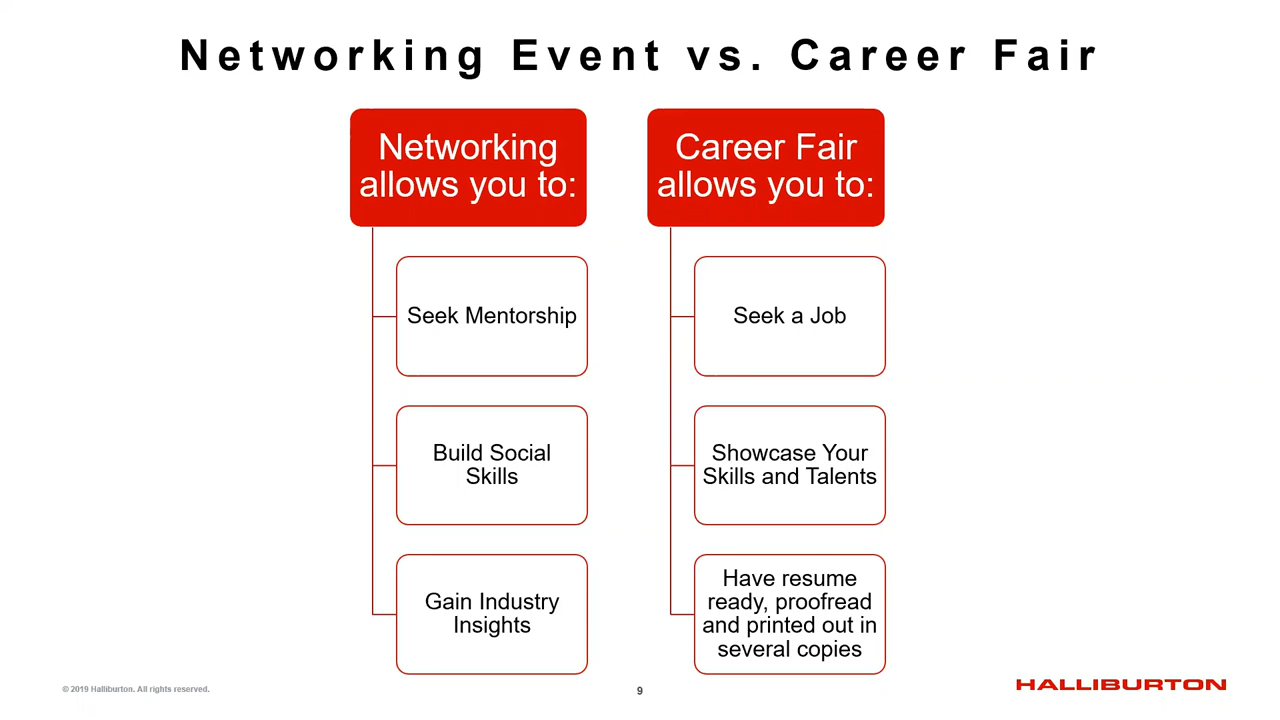 Networking Event vs. Career Fair
Networking
allows you to:
Seek Mentorship
Build Social
Skills
Gain Industry
Insights
Career Fair
allows you to:
Seek a Job
Showcase Your
Skills and Talents
Have resume
ready, proofread
and printed out in
several copies
© 2019 Halliburton. All rights reserved.
9
HALLIBURTON